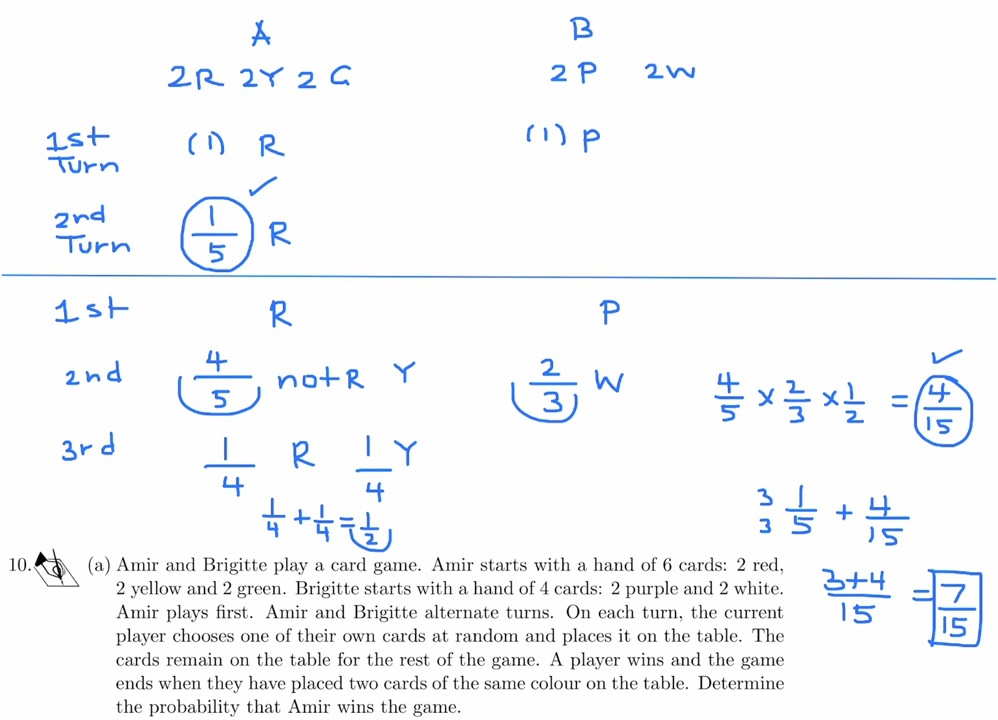 A B
2R 2Y 2 G 2 P 2W
1st Turn (1) R (1) P
2nd Turn 1/5 R ✓
1st R P
2nd 4/5 not R Y 2/3 W 4/5 × 2/3 × 1/2 = 4/15 ✓
3rd 1/4 R 1/4 Y
1/4 + 1/4 = 1/2
3/3 1/5 + 4/15
3+4/15 = 7/15
10. (a) Amir and Brigitte play a card game. Amir starts with a hand of 6 cards: 2 red,
2 yellow and 2 green. Brigitte starts with a hand of 4 cards: 2 purple and 2 white.
Amir plays first. Amir and Brigitte alternate turns. On each turn, the current
player chooses one of their own cards at random and places it on the table. The
cards remain on the table for the rest of the game. A player wins and the game
ends when they have placed two cards of the same colour on the table. Determine
the probability that Amir wins the game.